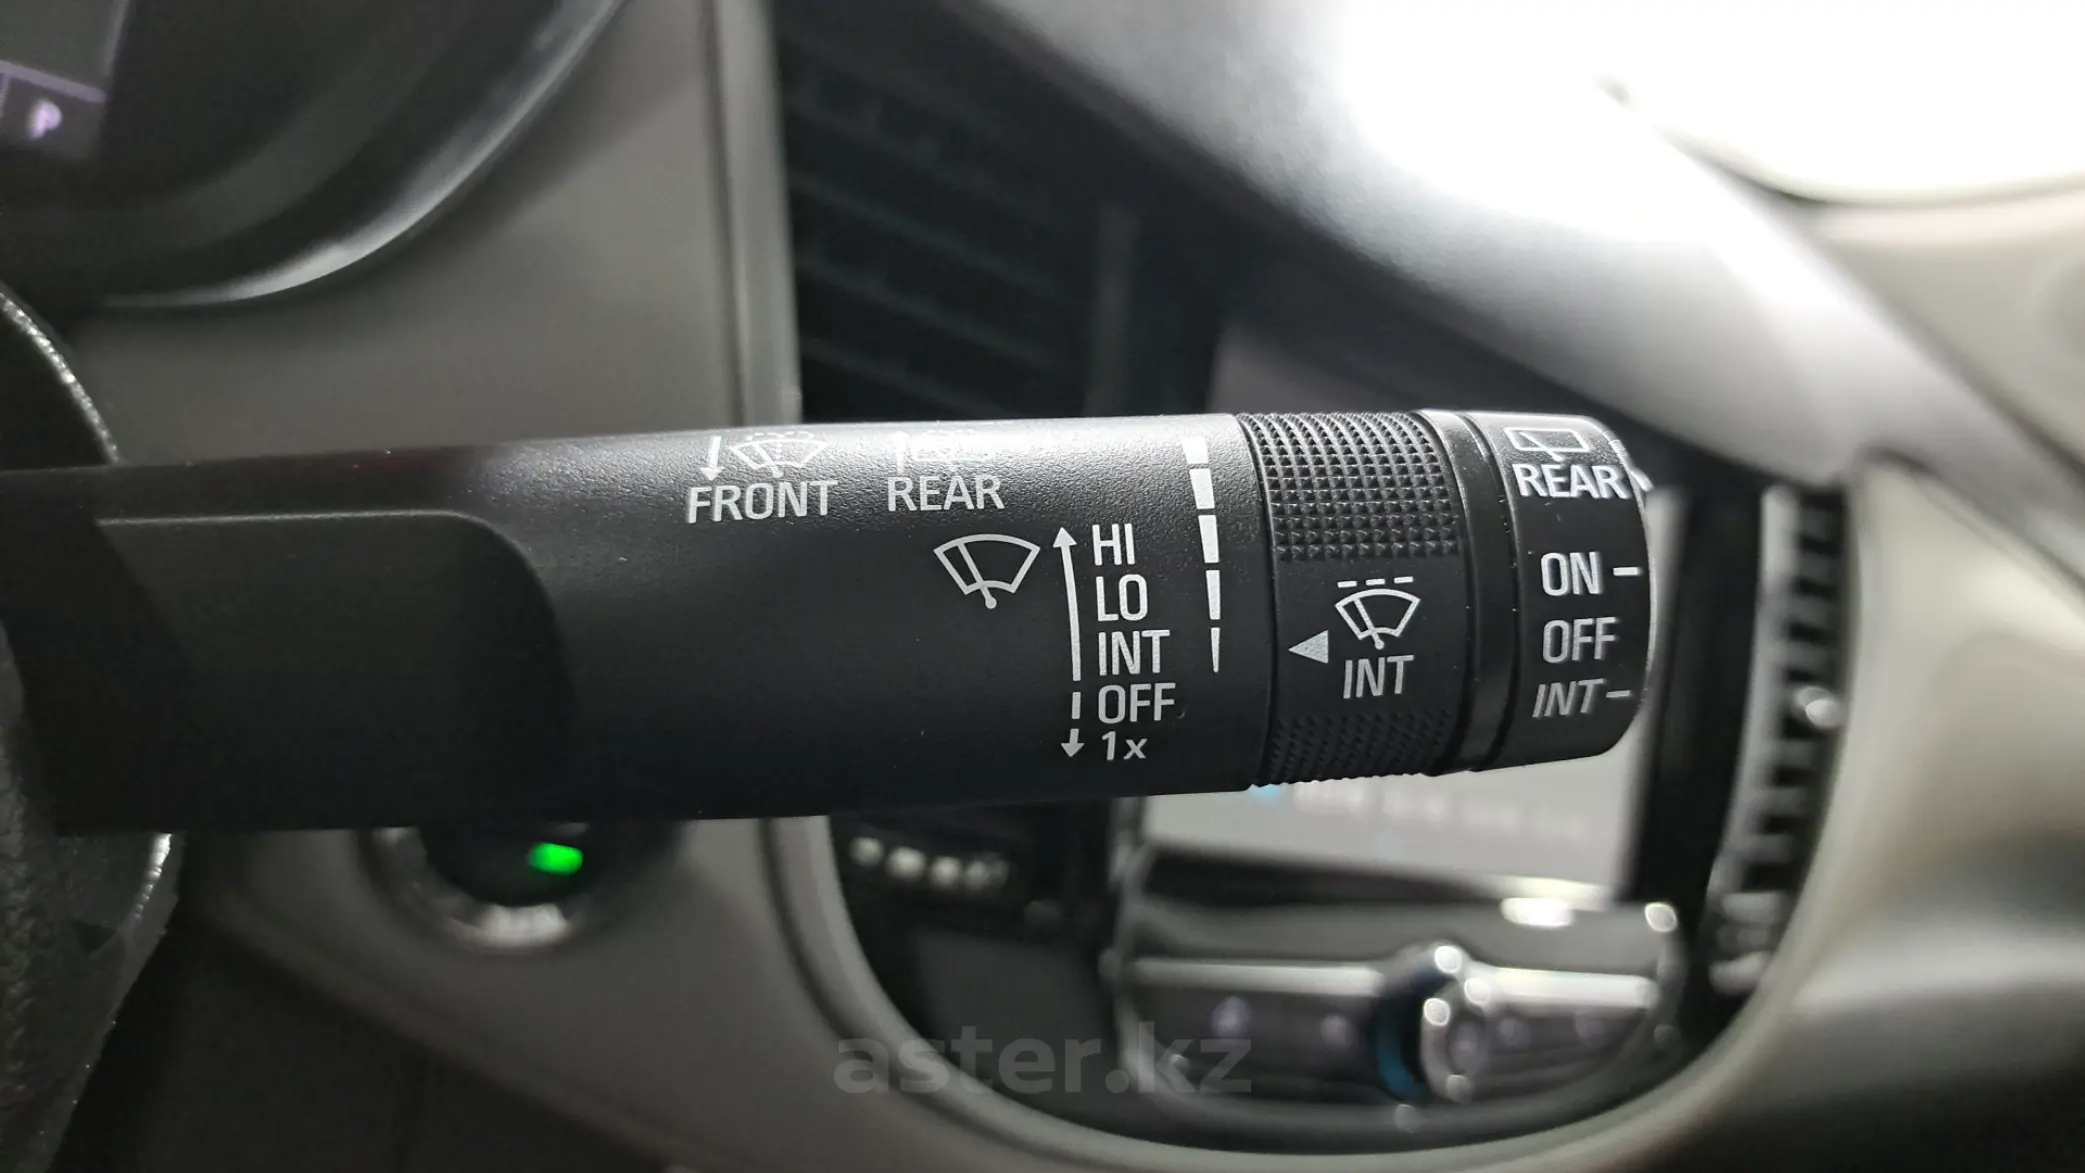 FRONT REAR
HI
LO
INT
OFF
1x
INT
REAR
ON
OFF
INT
aster.kz